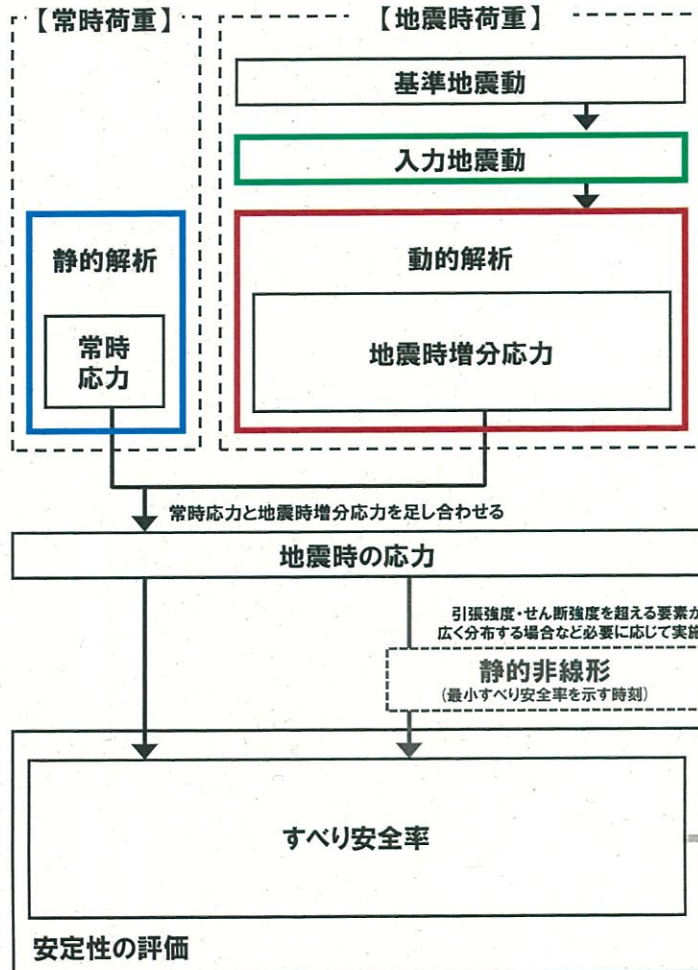 【常時荷重】
【地震時荷重】
基準地震動
入力地震動
静的解析
動的解析
常時
応力
地震時増分応力
常時応力と地震時増分応力を足し合わせる
地震時の応力
引張強度・せん断強度を超える要素が
広く分布する場合など必要に応じて実施
静的非線形
(最小すべり安全率を示す時刻)
すべり安全率
安定性の評価